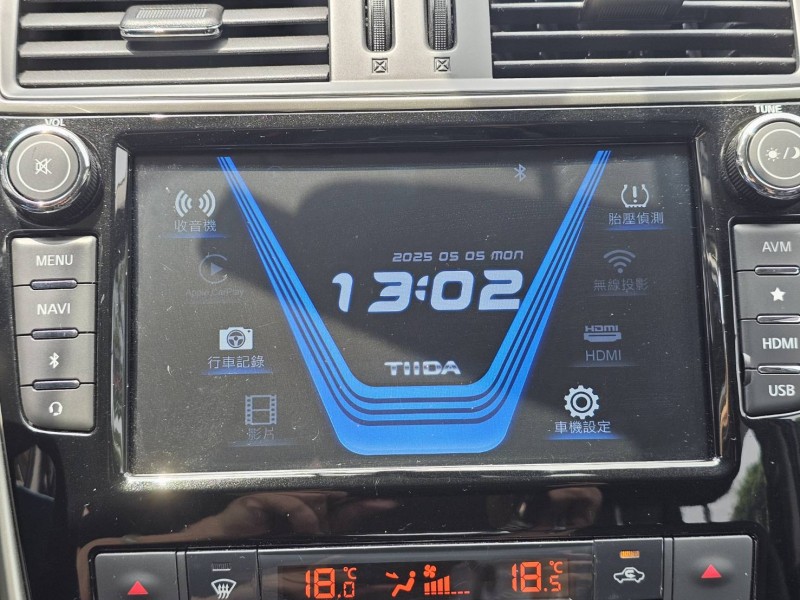 VOL
TUNE
MENU
NAVI
收音機
Apple CarPlay
行車記錄
影片
2025 05 05 MON
13:02
TIIDA
胎壓偵測
無線投影
HDMI
HDMI
車機設定
AVM
HDMI
USB
18.0°C
18.5°C